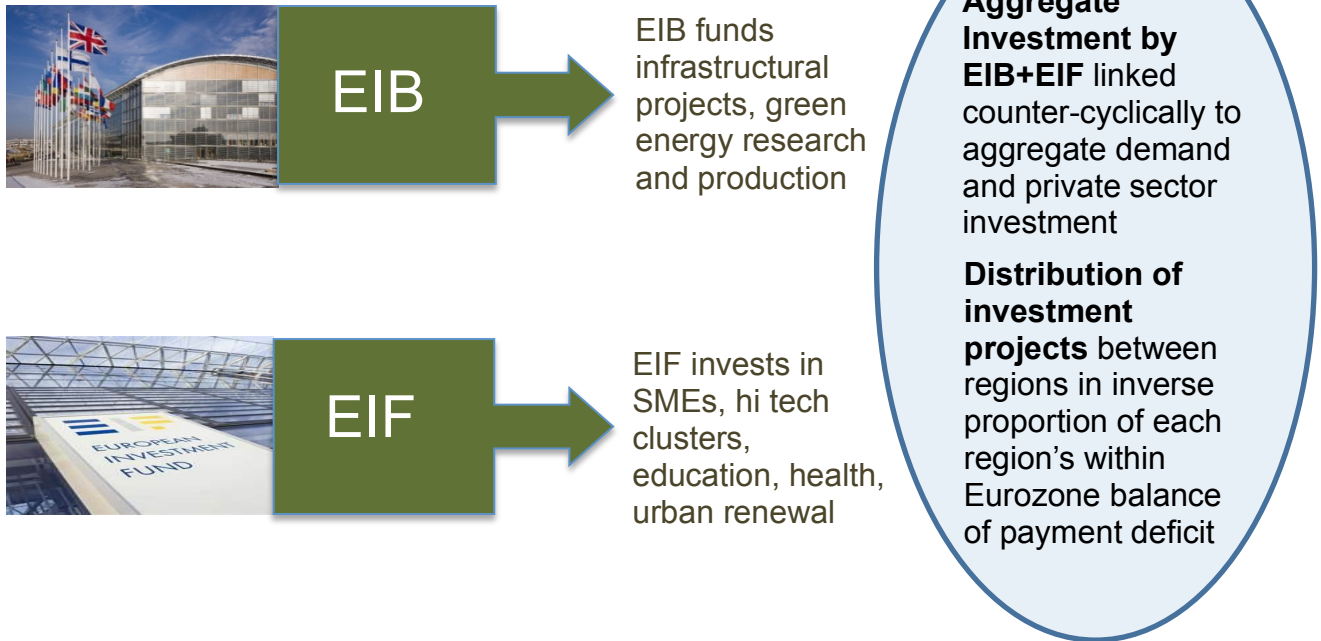 EIB
EIB funds
infrastructural
projects, green
energy research
and production
EIF
EUROPEAN
INVESTMENT
FUND
EIF invests in
SMEs, hi tech
clusters,
education, health,
urban renewal
Aggregate
Investment by
EIB+EIF linked
counter-cyclically to
aggregate demand
and private sector
investment
Distribution of
investment
projects between
regions in inverse
proportion of each
region’s within
Eurozone balance
of payment deficit